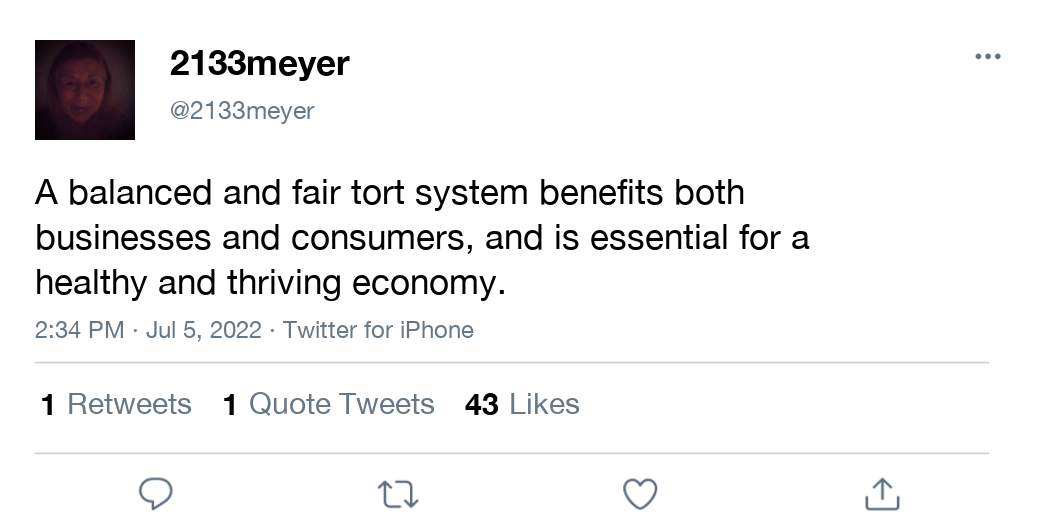 2133meyer
@2133meyer
A balanced and fair tort system benefits both
businesses and consumers, and is essential for a
healthy and thriving economy.
2:34 PM · Jul 5, 2022 · Twitter for iPhone
1 Retweets 1 Quote Tweets 43 Likes